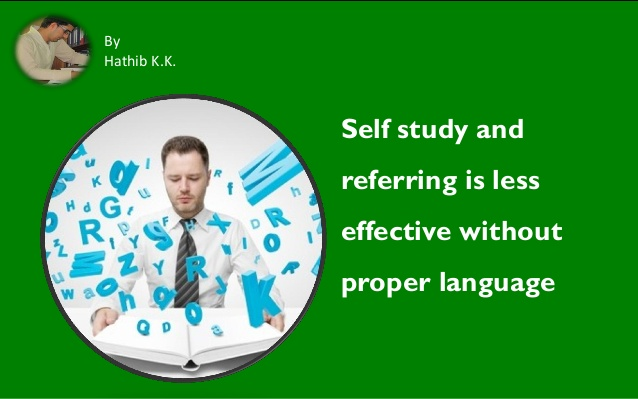 By
Hathib K.K.
Self study and
referring is less
effective without
proper language